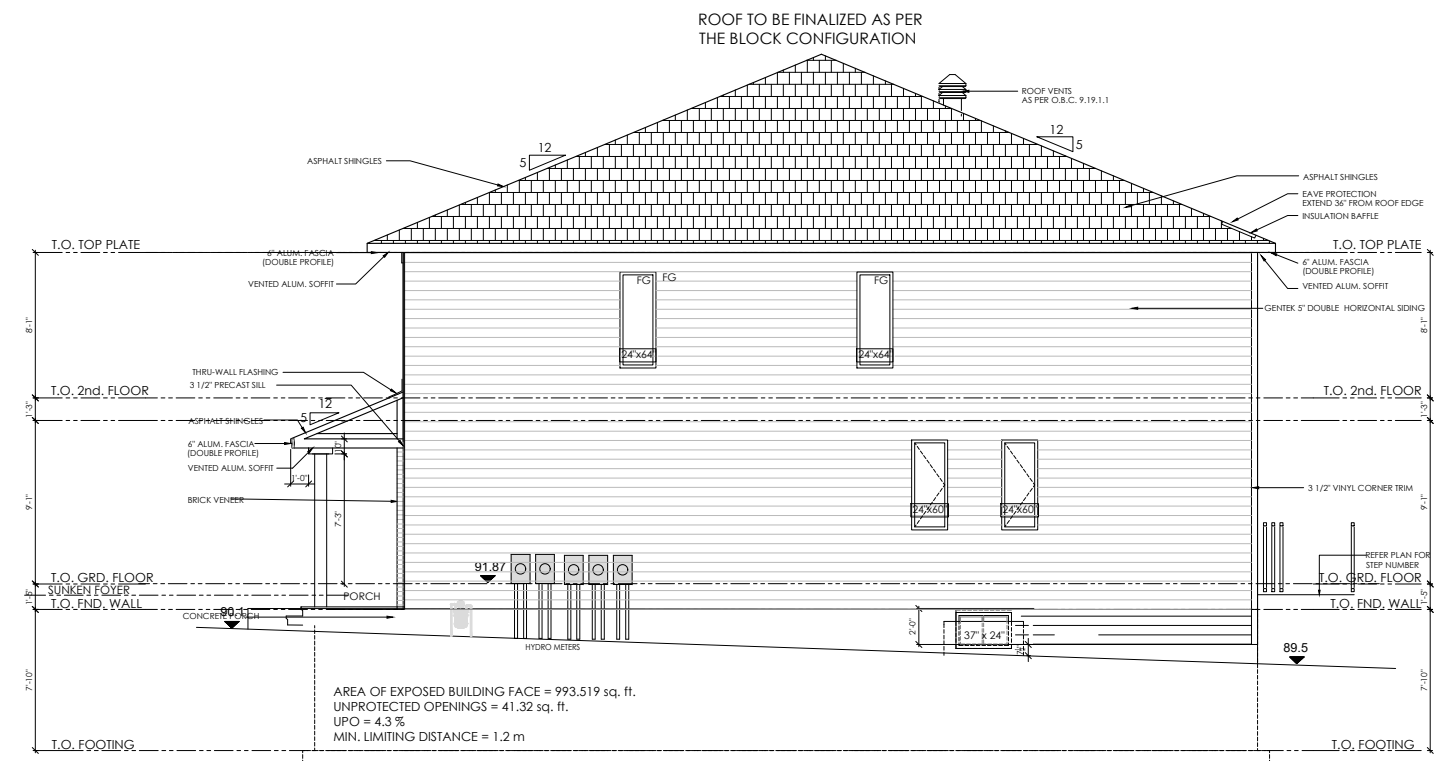 ROOF TO BE FINALIZED AS PER
THE BLOCK CONFIGURATION
ROOF VENTS
AS PER O.B.C. 9.19.1.1
12
5
12
5
ASPHALT SHINGLES
ASPHALT SHINGLES
EAVE PROTECTION
EXTEND 36" FROM ROOF EDGE
INSULATION BAFFLE
T.O. TOP PLATE
T.O. TOP PLATE
6" ALUM. FASCIA
(DOUBLE PROFILE)
VENTED ALUM. SOFFIT
6" ALUM. FASCIA
(DOUBLE PROFILE)
VENTED ALUM. SOFFIT
FG
FG
FG
GENTEK 5" DOUBLE HORIZONTAL SIDING
8'-1"
8'-1"
24"x64"
24"x64"
THRU-WALL FLASHING
3 1/2" PRECAST SILL
T.O. 2nd. FLOOR
T.O. 2nd. FLOOR
12
5
1'-3"
1'-3"
ASPHALT SHINGLES
6" ALUM. FASCIA
(DOUBLE PROFILE)
VENTED ALUM. SOFFIT
1'-0"
BRICK VENEER
7'-3"
9'-1"
9'-1"
24"x60"
24"x60"
3 1/2" VINYL CORNER TRIM
REFER PLAN FOR
STEP NUMBER
91.87
T.O. GRD. FLOOR
T.O. GRD. FLOOR
SUNKEN FOYER
PORCH
T.O. FND. WALL
T.O. FND. WALL
1'-5"
90.1
CONCRETE PORCH
2'-0"
37" x 24"
HYDRO METERS
89.5
7'-10"
7'-10"
AREA OF EXPOSED BUILDING FACE = 993.519 sq. ft.
UNPROTECTED OPENINGS = 41.32 sq. ft.
UPO = 4.3 %
MIN. LIMITING DISTANCE = 1.2 m
T.O. FOOTING
T.O. FOOTING